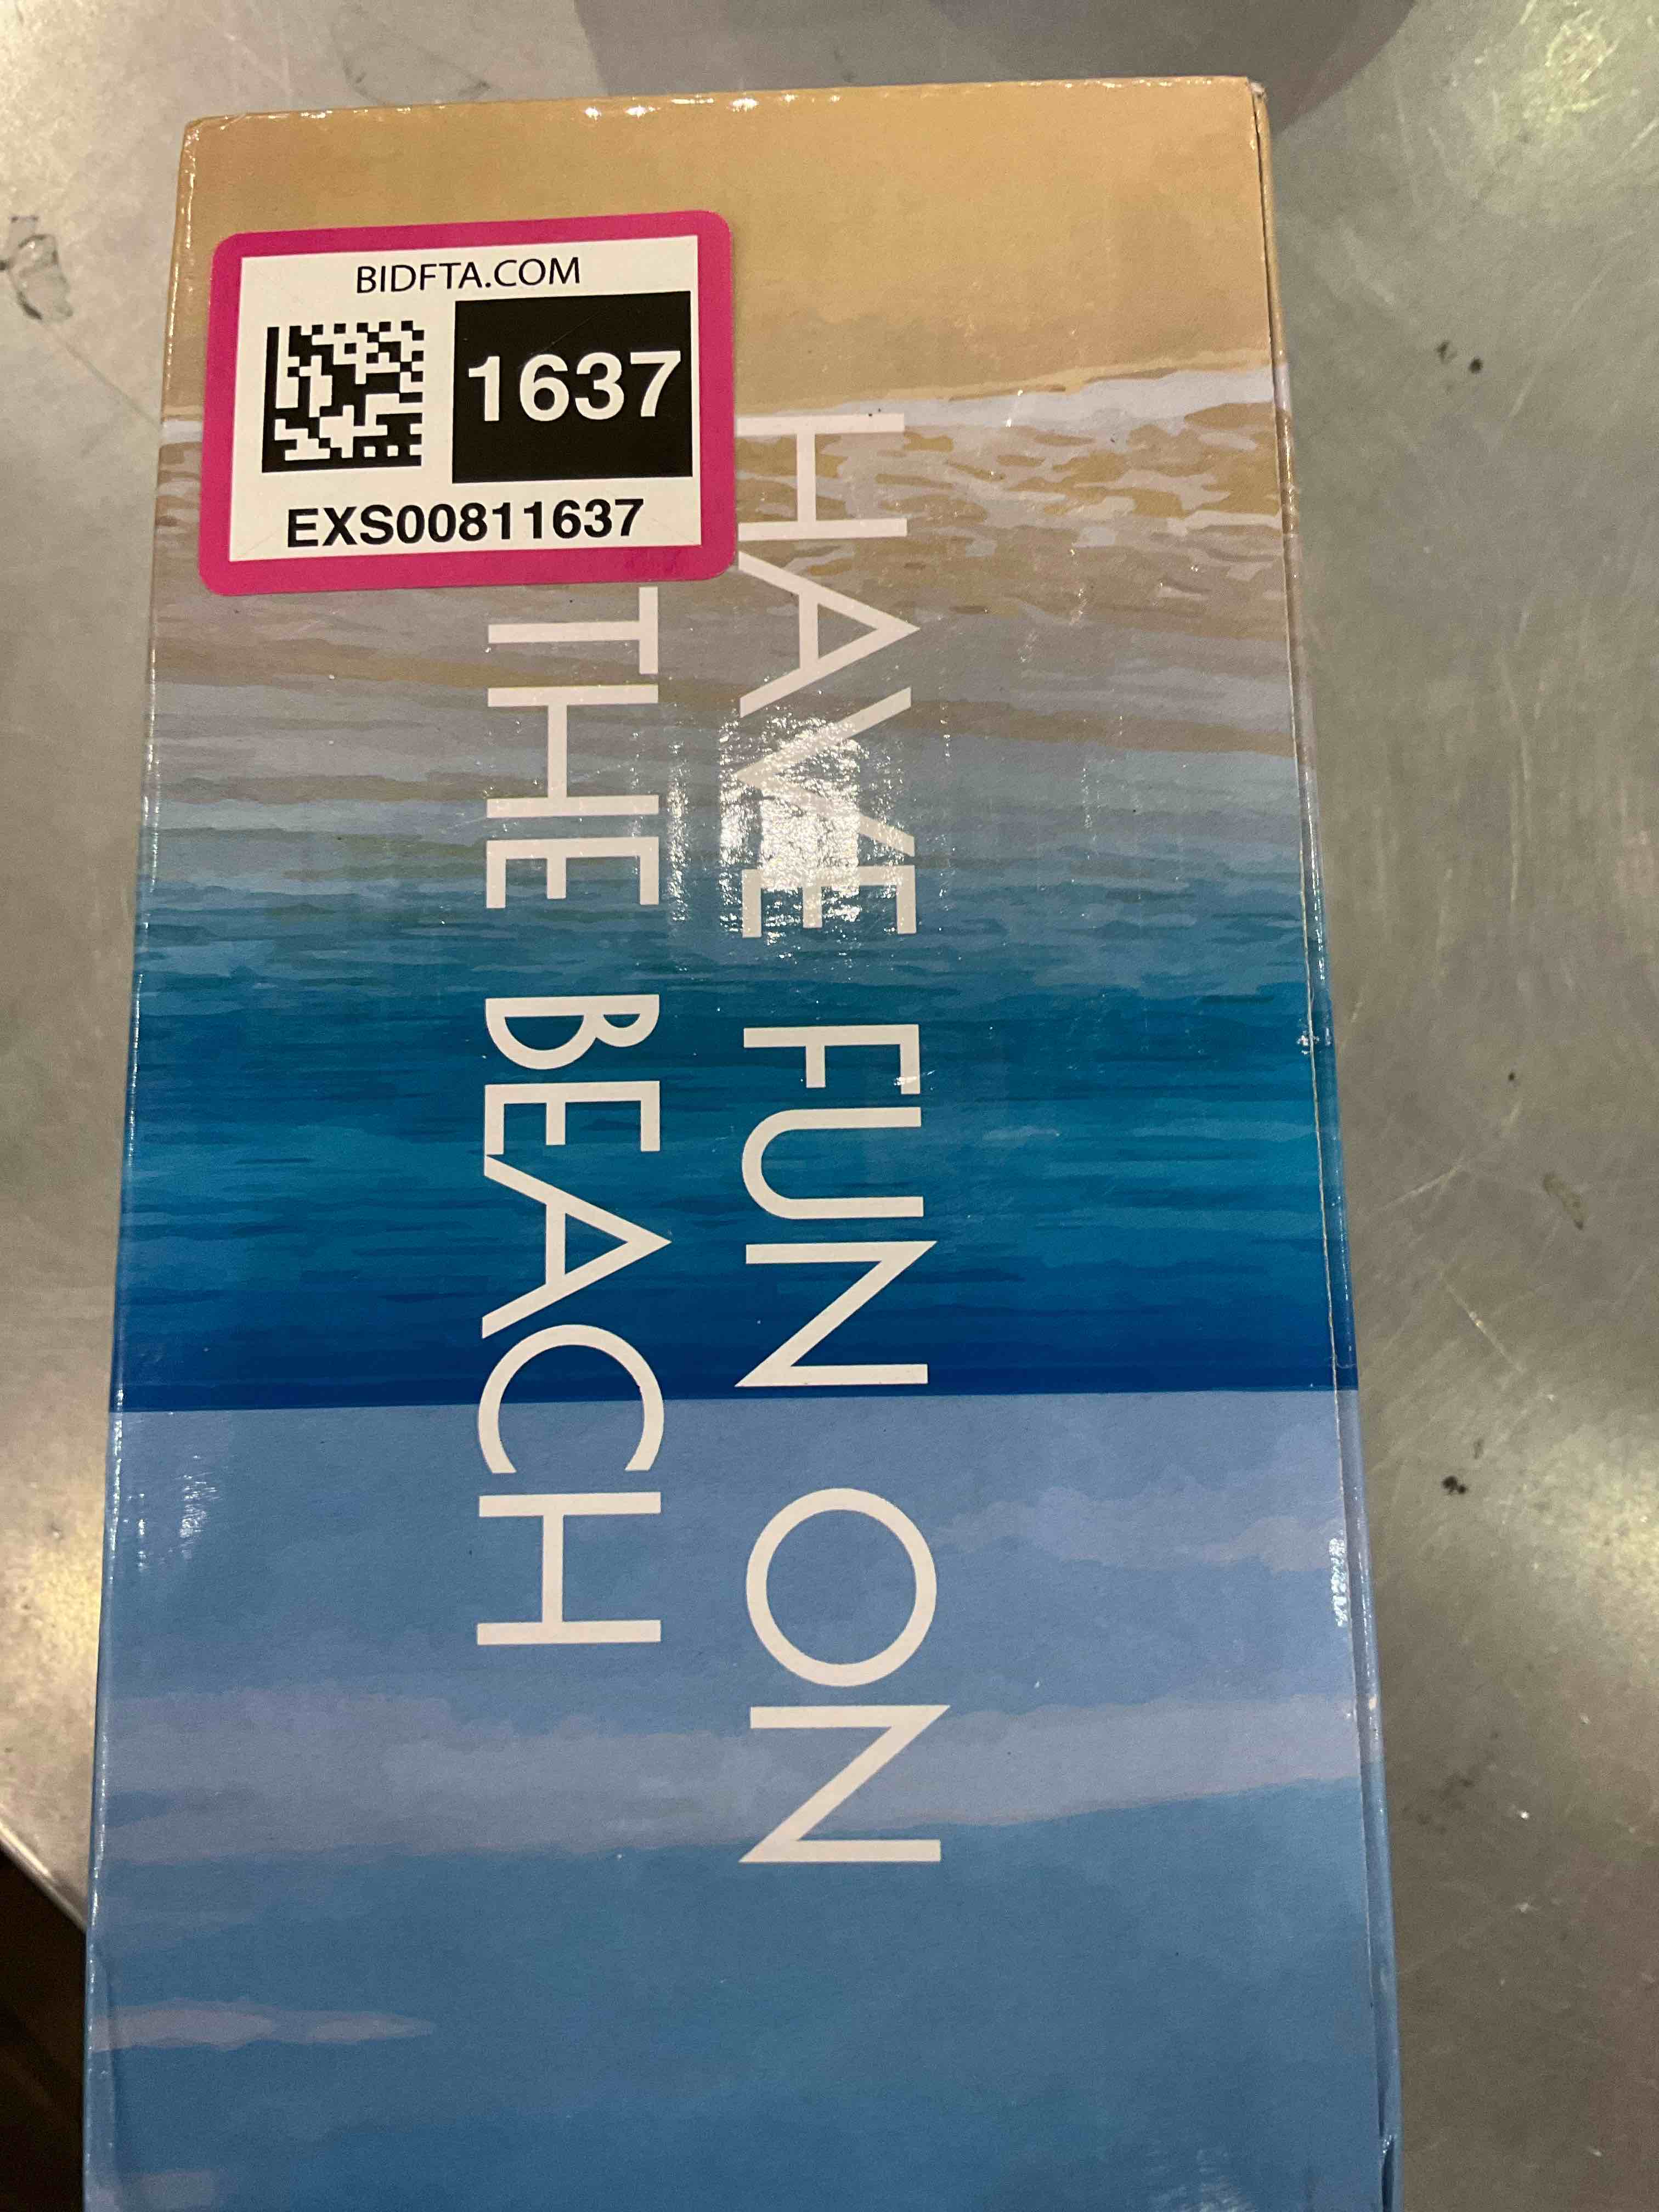 BIDFTA.COM
1637
EXS00811637
HAVE FUN ON
THE BEACH